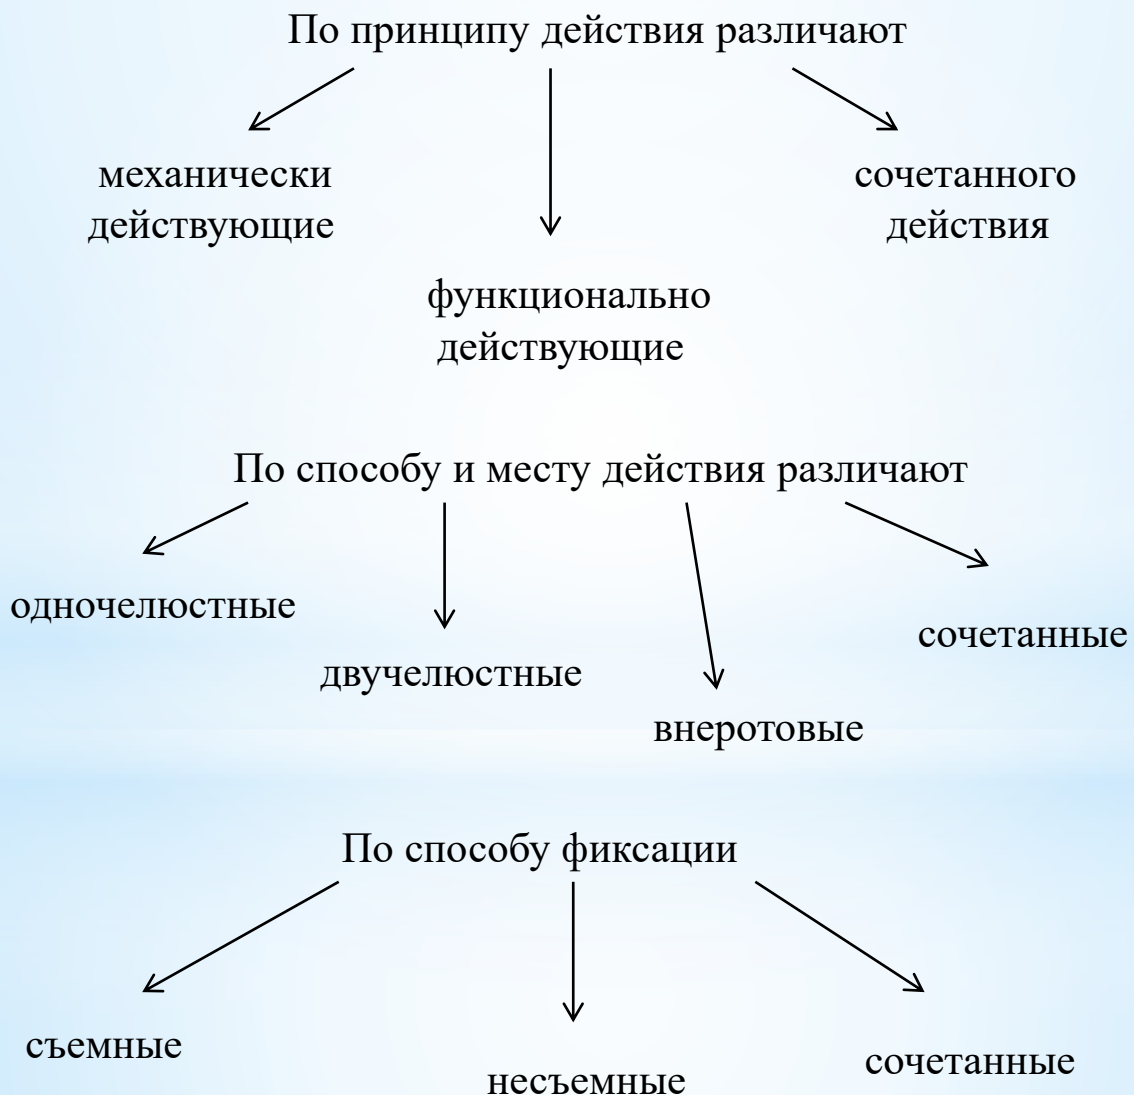 По принципу действия различают
механически
действующие
сочетанного
действия
функционально
действующие
По способу и месту действия различают
одночелюстные
двучелюстные
внеротовые
сочетанные
По способу фиксации
съемные
несъемные
сочетанные